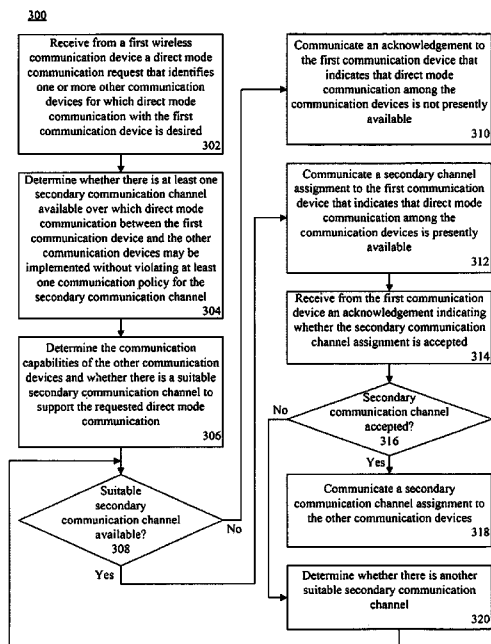 300
Receive from a first wireless
communication device a direct mode
communication request that identifies
one or more other communication
devices for which direct mode
communication with the first
communication device is desired
302
Determine whether there is at least one
secondary communication channel
available over which direct mode
communication between the first
communication device and the other
communication devices may be
implemented without violating at least
one communication policy for the
secondary communication channel
304
Determine the communication
capabilities of the other communication
devices and whether there is a suitable
secondary communication channel to
support the requested direct mode
communication
306
Suitable
secondary
communication channel
available?
308
No
Yes
Communicate an acknowledgement to
the first communication device that
indicates that direct mode
communication among the
communication devices is not presently
available
310
Communicate a secondary channel
assignment to the first communication
device that indicates that direct mode
communication among the
communication devices is presently
available
312
Receive from the first communication
device an acknowledgement indicating
whether the secondary communication
channel assignment is accepted
314
No
Secondary
communication channel
accepted?
316
Yes
Communicate a secondary
communication channel assignment to
the other communication devices
318
Determine whether there is another
suitable secondary communication
channel
320